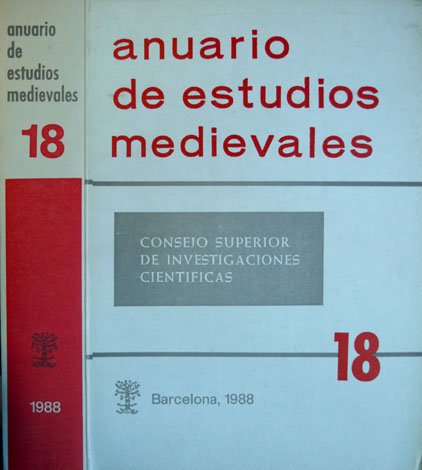 anuario
de
estudios
medievales
18
1988
anuario
de estudios
medievales
CONSEJO SUPERIOR
DE INVESTIGACIONES
CIENTIFICAS
18
Barcelona, 1988